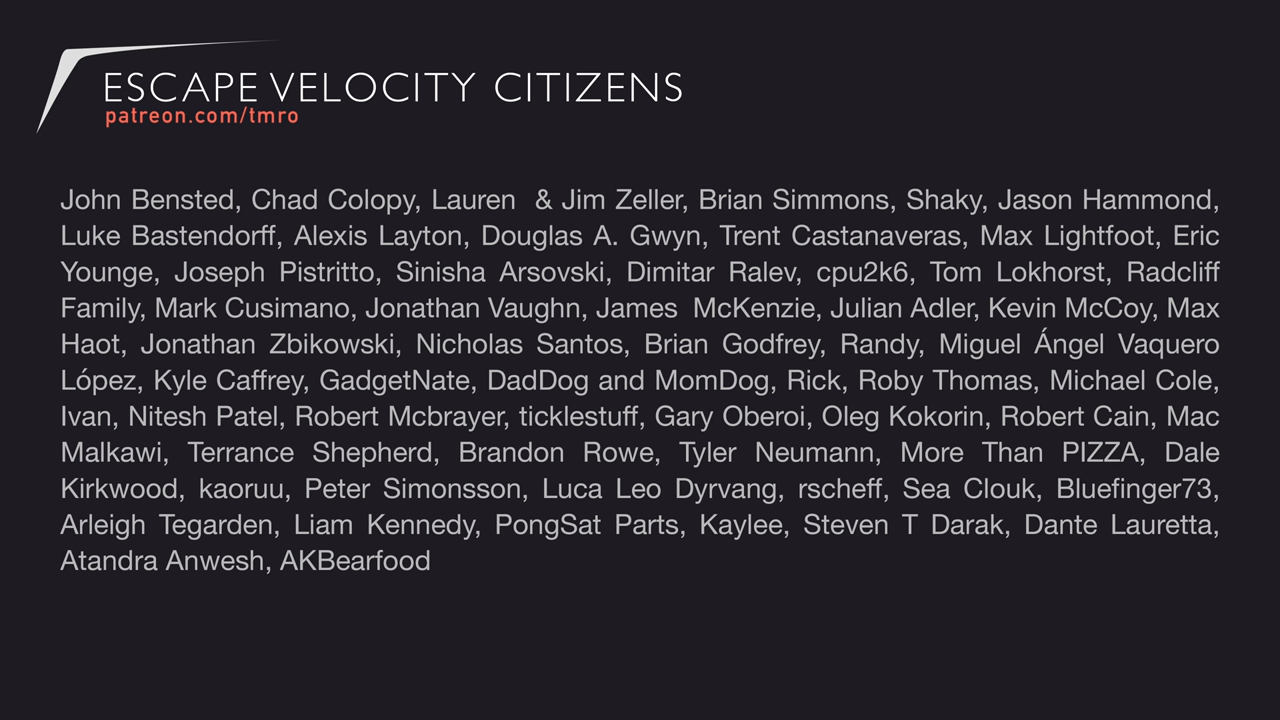 ESCAPE VELOCITY CITIZENS
patreon.com/tmro
John Bensted, Chad Colopy, Lauren  & Jim Zeller, Brian Simmons, Shaky, Jason Hammond,
Luke Bastendorff, Alexis Layton, Douglas A. Gwyn, Trent Castanaveras, Max Lightfoot, Eric
Younge, Joseph Pistritto, Sinisha Arsovski, Dimitar Ralev, cpu2k6, Tom Lokhorst, Radcliff
Family, Mark Cusimano, Jonathan Vaughn, James  McKenzie, Julian Adler, Kevin McCoy, Max
Haot, Jonathan Zbikowski, Nicholas Santos, Brian Godfrey, Randy, Miguel Ángel Vaquero
López, Kyle Caffrey, GadgetNate, DadDog and MomDog, Rick, Roby Thomas, Michael Cole,
Ivan, Nitesh Patel, Robert Mcbrayer, ticklestuff, Gary Oberoi, Oleg Kokorin, Robert Cain, Mac
Malkawi, Terrance Shepherd, Brandon Rowe, Tyler Neumann, More Than PIZZA, Dale
Kirkwood, kaoruu, Peter Simonsson, Luca Leo Dyrvang, rscheff, Sea Clouk, Bluefinger73,
Arleigh Tegarden, Liam Kennedy, PongSat Parts, Kaylee, Steven T Darak, Dante Lauretta,
Atandra Anwesh, AKBearfood